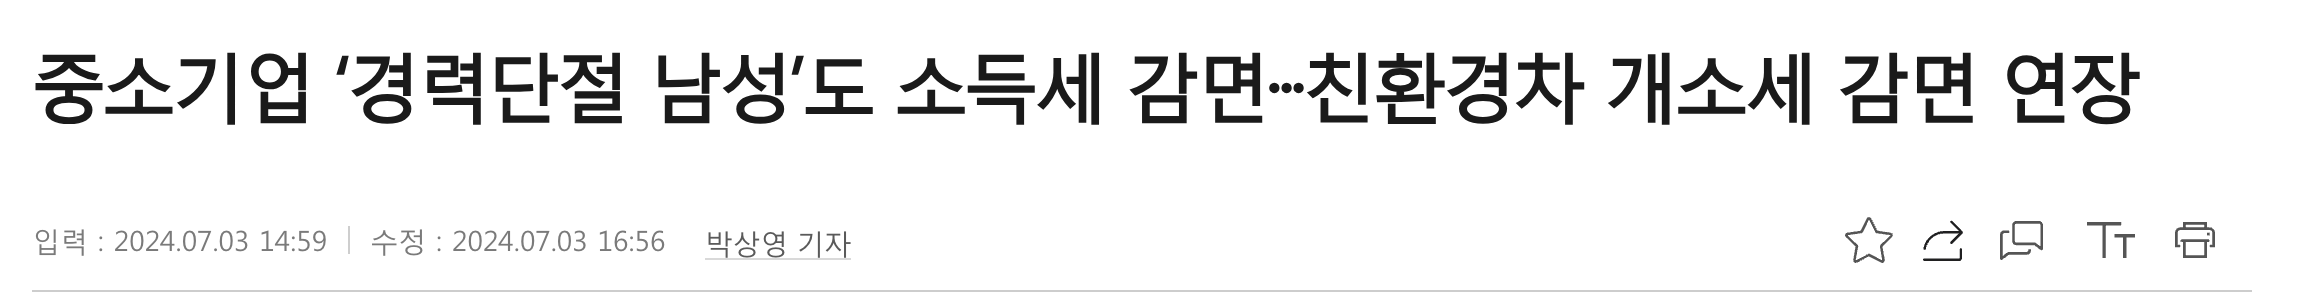 중소기업 ‘경력단절 남성’도 소득세 감면…친환경차 개소세 감면 연장
입력 : 2024.07.03 14:59 수정 : 2024.07.03 16:56 박상영 기자